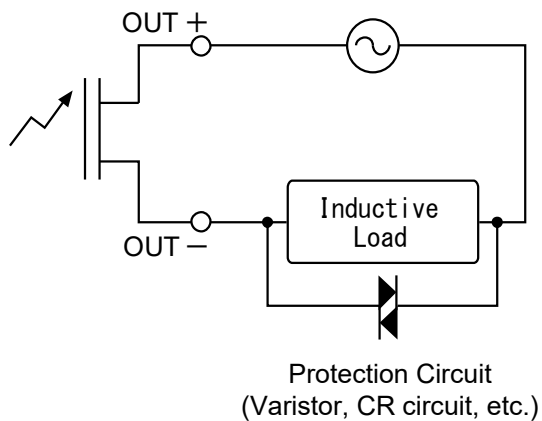 OUT +
Inductive
Load
OUT −
Protection Circuit
(Varistor, CR circuit, etc.)